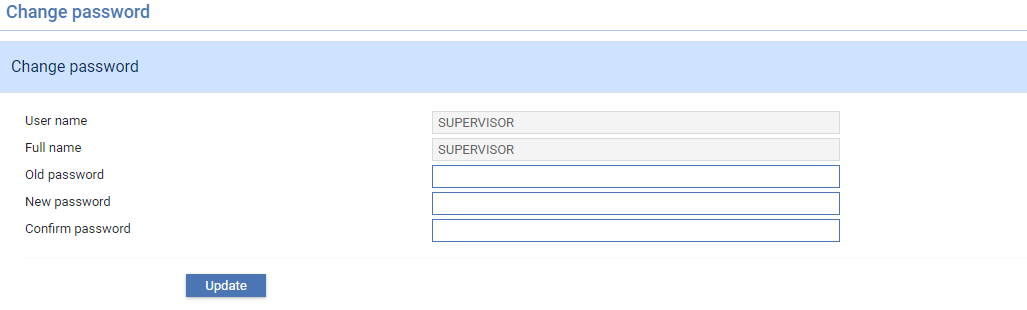 Change password
Change password
User name SUPERVISOR
Full name SUPERVISOR
Old password
New password
Confirm password
Update